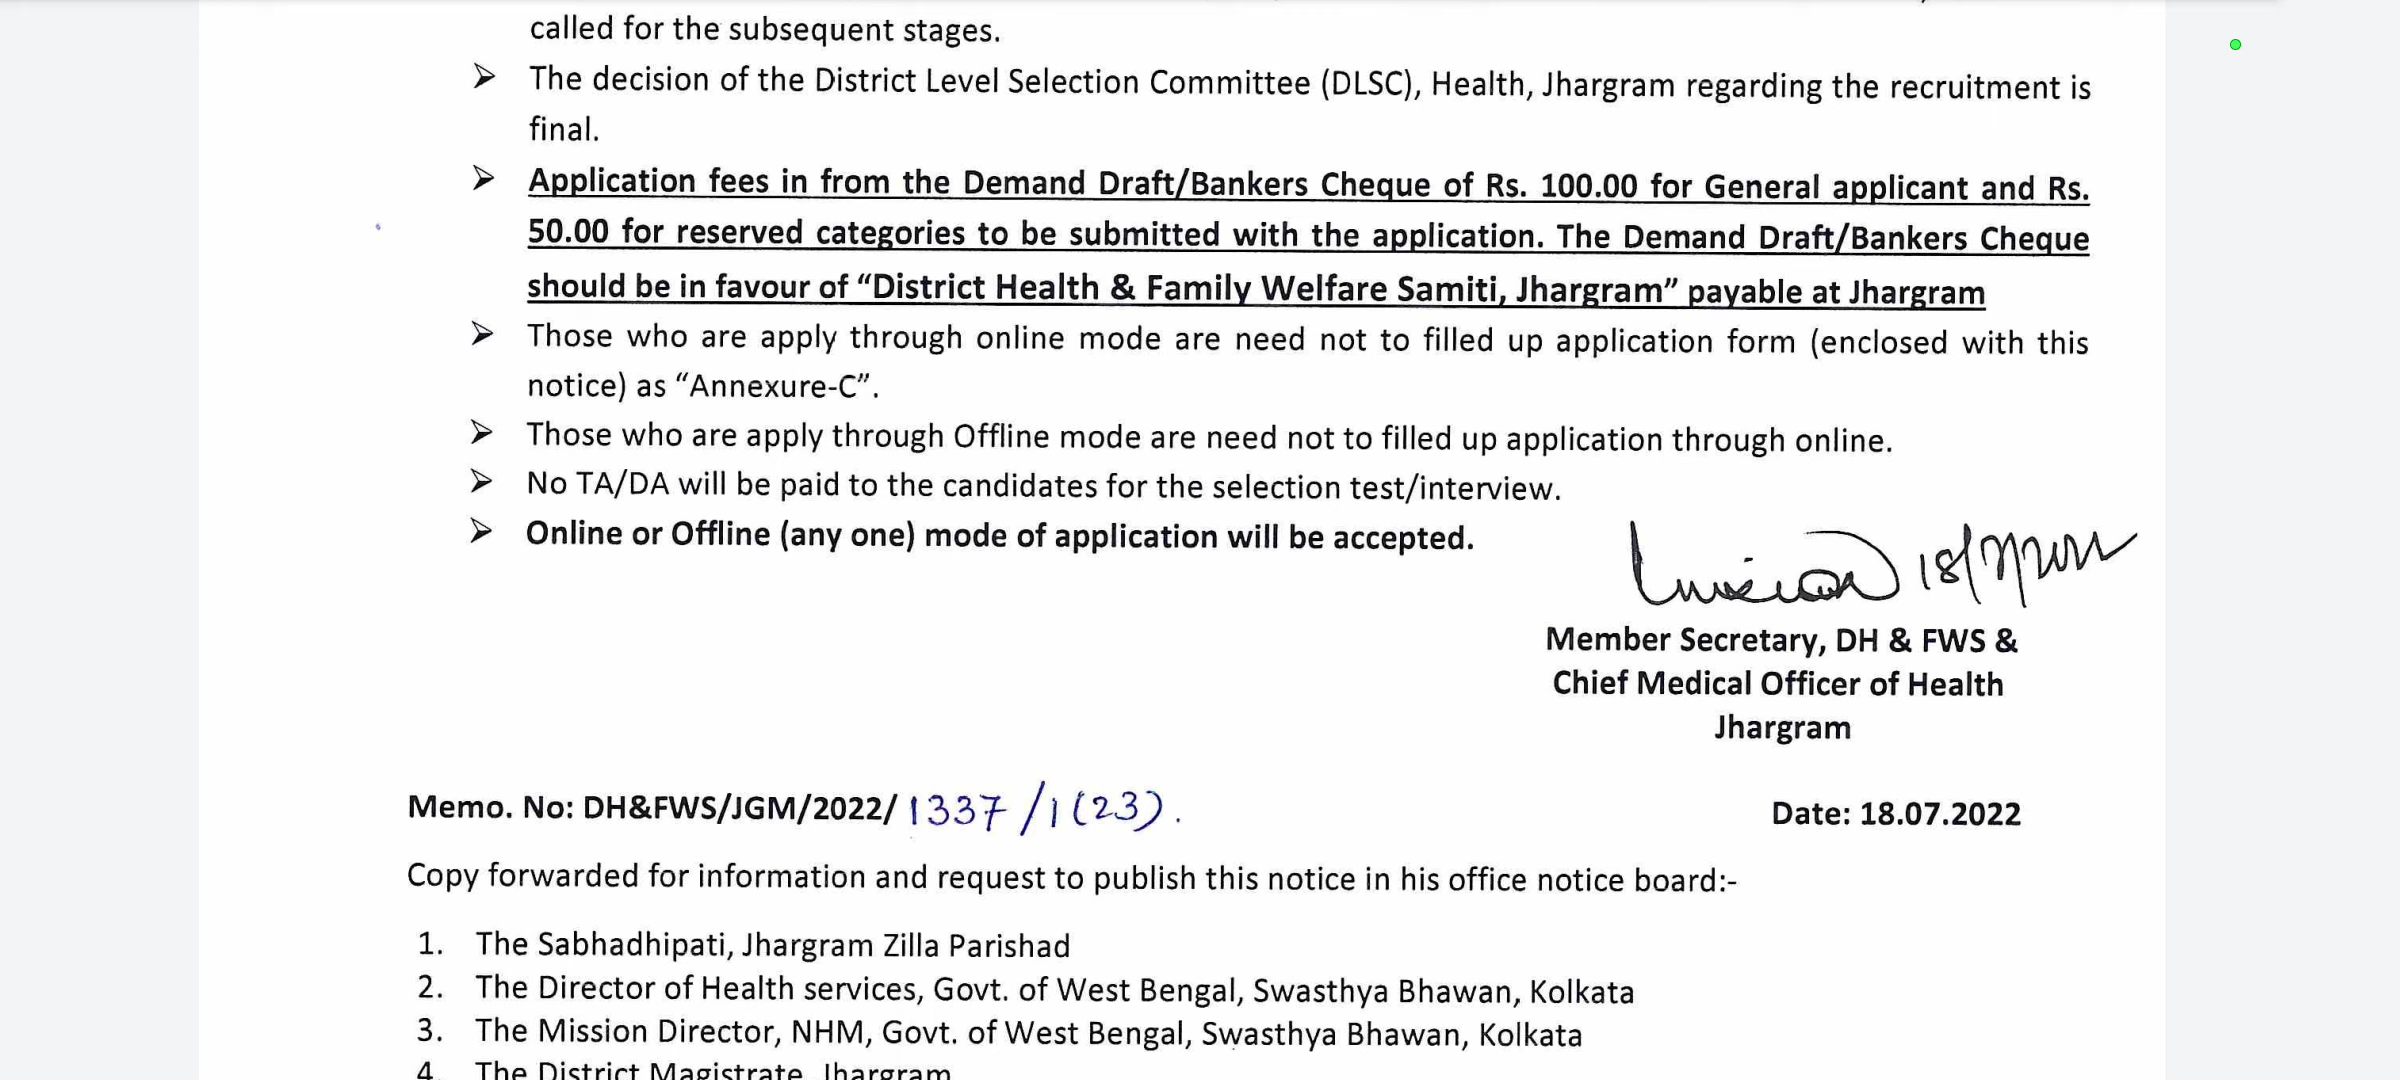 called for the subsequent stages.
➢ The decision of the District Level Selection Committee (DLSC), Health, Jhargram regarding the recruitment is
final.
➢ Application fees in from the Demand Draft/Bankers Cheque of Rs. 100.00 for General applicant and Rs.
50.00 for reserved categories to be submitted with the application. The Demand Draft/Bankers Cheque
should be in favour of “District Health & Family Welfare Samiti, Jhargram” payable at Jhargram
➢ Those who are apply through online mode are need not to filled up application form (enclosed with this
notice) as “Annexure-C”.
➢ Those who are apply through Offline mode are need not to filled up application through online.
➢ No TA/DA will be paid to the candidates for the selection test/interview.
➢ Online or Offline (any one) mode of application will be accepted.
18/7/2022
Member Secretary, DH & FWS &
Chief Medical Officer of Health
Jhargram
Memo. No: DH&FWS/JGM/2022/ 1337/1(23). Date: 18.07.2022
Copy forwarded for information and request to publish this notice in his office notice board:-
1. The Sabhadhipati, Jhargram Zilla Parishad
2. The Director of Health services, Govt. of West Bengal, Swasthya Bhawan, Kolkata
3. The Mission Director, NHM, Govt. of West Bengal, Swasthya Bhawan, Kolkata
4. The District Magistrate, Jhargram